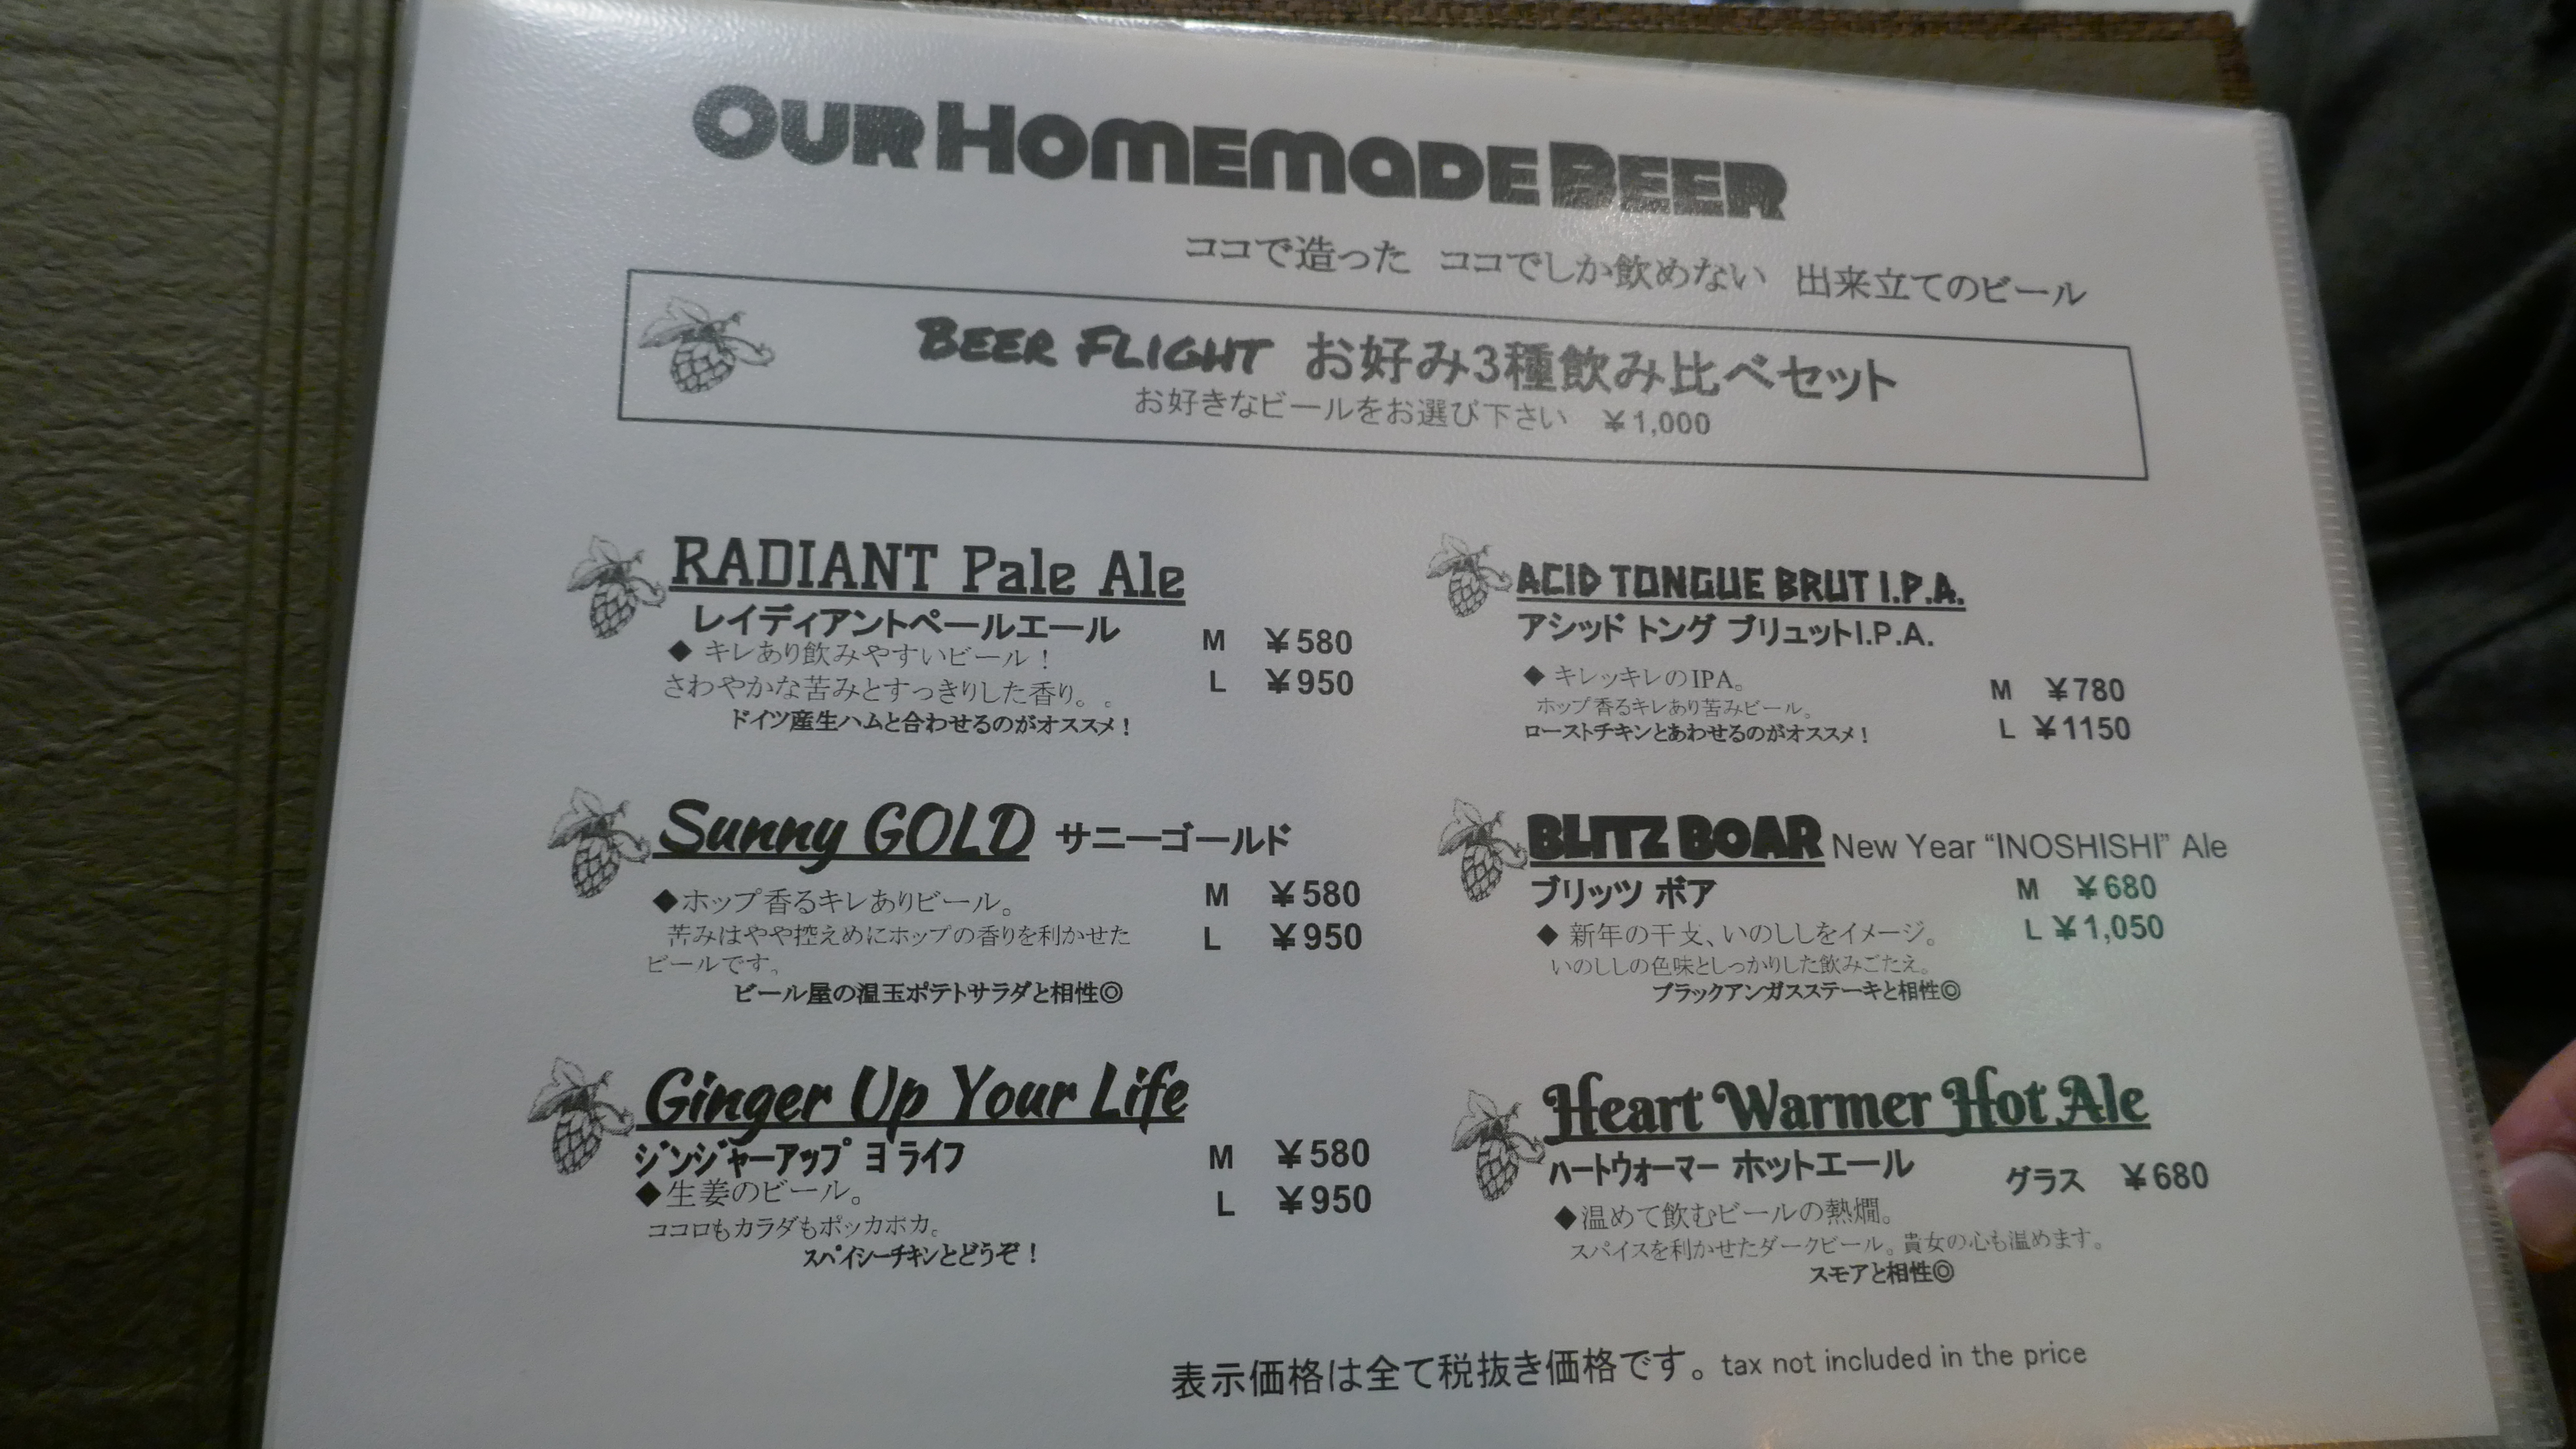 OUR HOMEMADE BEER
ココで造った ココでしか飲めない 出来立てのビール
BEER FLIGHT お好み3種飲み比べセット
お好きなビールをお選び下さい ¥1,000
RADIANT Pale Ale
レイディアントペールエール
◆ キレあり飲みやすいビール！
さわやかな苦みとすっきりした香り。。
ドイツ産生ハムと合わせるのがオススメ！
M ¥580
L ¥950
Sunny GOLD サニーゴールド
◆ホップ香るキレありビール。
苦みはやや控えめにホップの香りを利かせた
ビールです。
ビール屋の温玉ポテトサラダと相性◎
M ¥580
L ¥950
Ginger Up Your Life
ジンジャーアップ ヨ ライフ
◆生姜のビール。
ココロもカラダもポッカポカ。
スパイシーチキンとどうぞ！
M ¥580
L ¥950
ACID TONGUE BRUT I.P.A.
アシッド トング ブリュットI.P.A.
◆ キレッキレのIPA。
ホップ香るキレあり苦みビール。
ローストチキンとあわせるのがオススメ！
M ¥780
L ¥1150
BLITZ BOAR New Year “INOSHISHI” Ale
ブリッツ ボア
◆ 新年の干支、いのししをイメージ。
いのししの色味としっかりした飲みごたえ。
ブラックアンガスステーキと相性◎
M ¥680
L ¥1,050
Heart Warmer Hot Ale
ハートウォーマー ホットエール
グラス ¥680
◆温めて飲むビールの熱燗。
スパイスを利かせたダークビール。貴女の心も温めます。
スモアと相性◎
表示価格は全て税抜き価格です。tax not included in the price